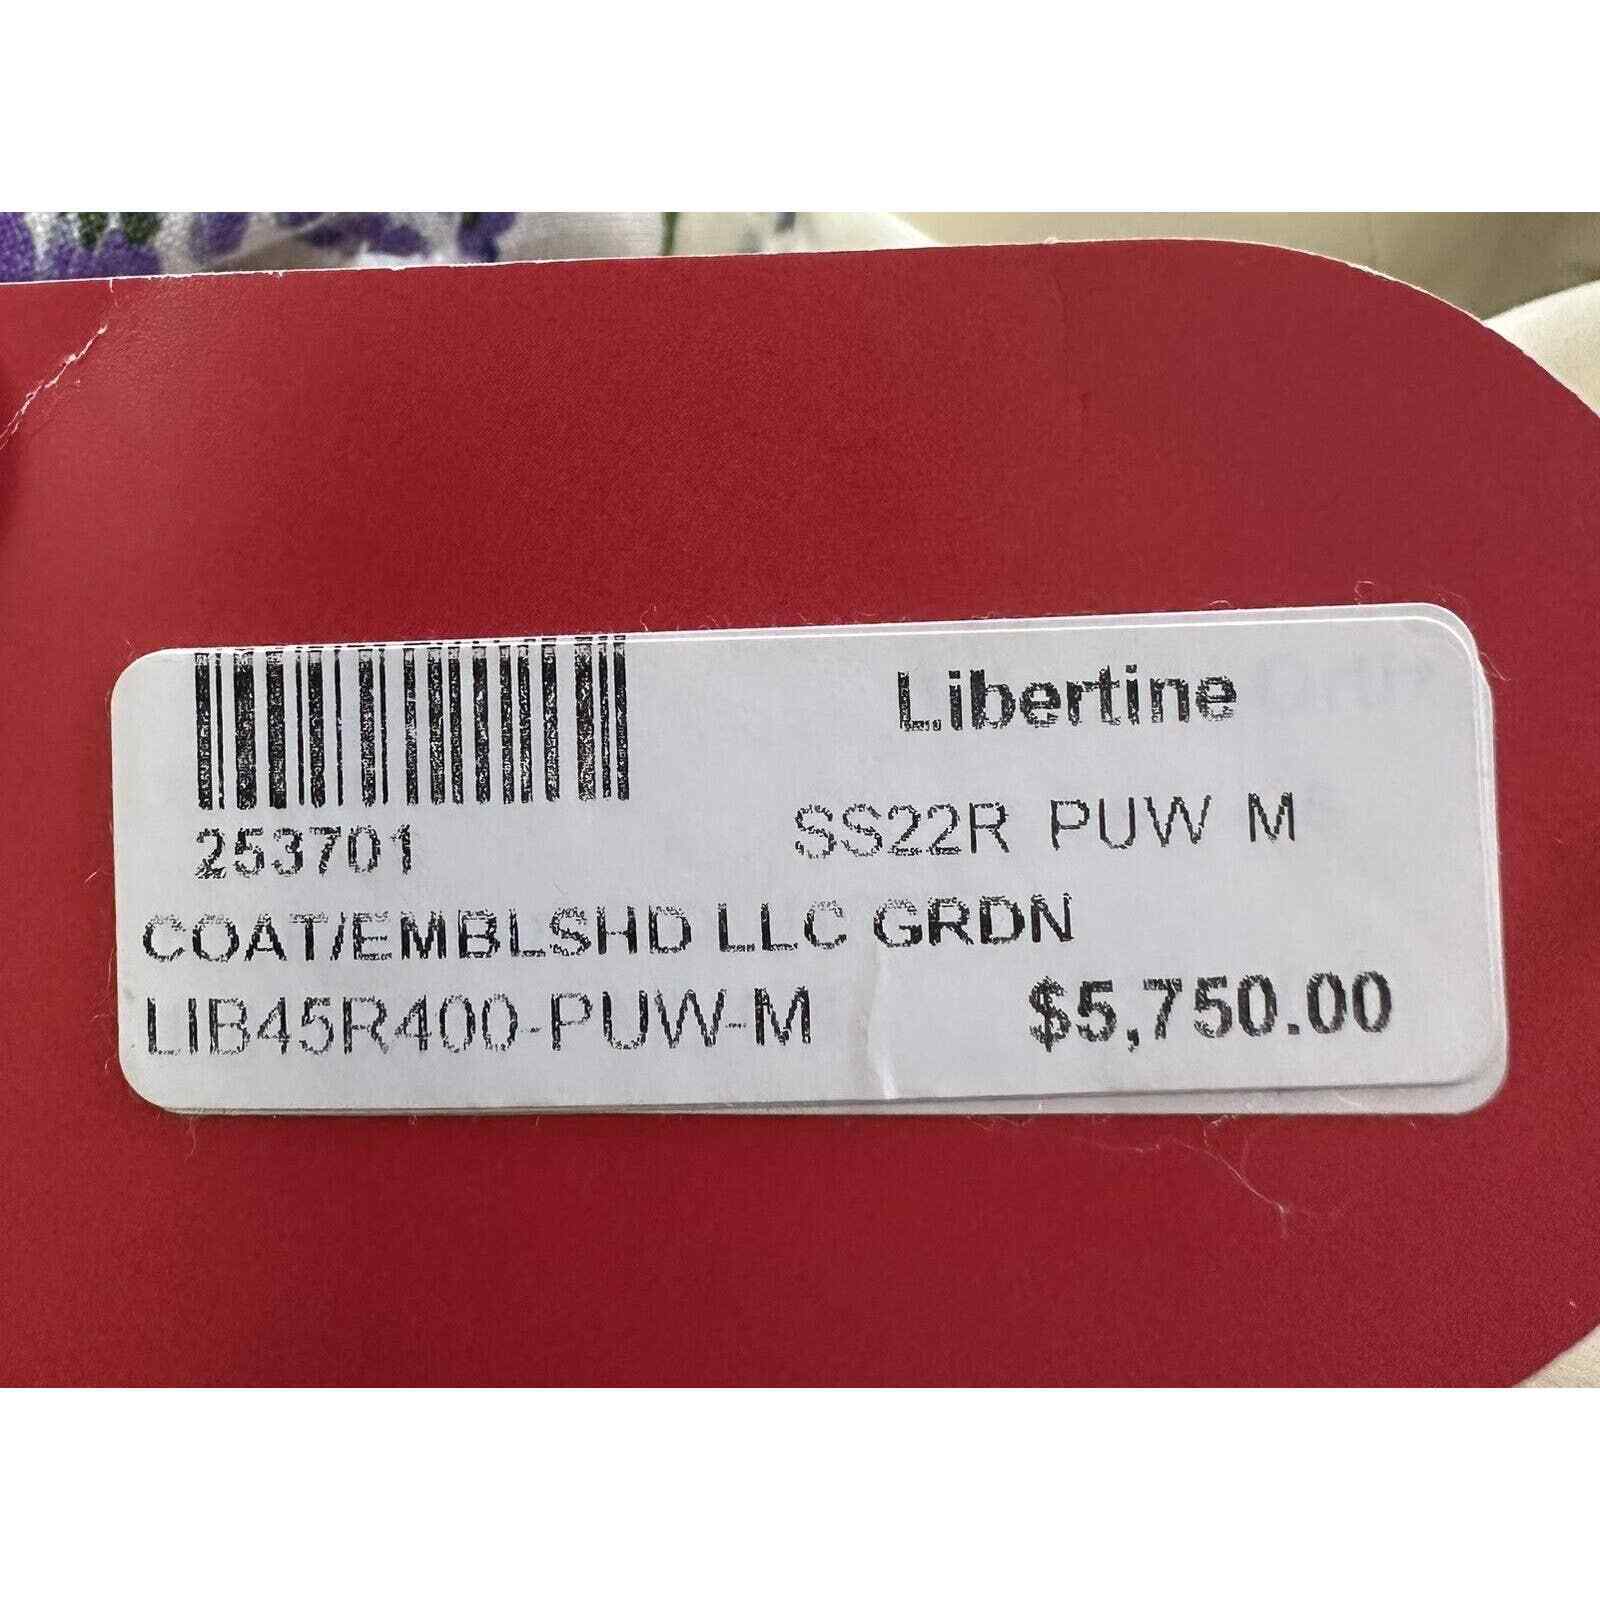 Libertine
253701
SS22R PUW M
COAT/EMBLSHD LLC GRDN
LIB45R400-PUW-M
$5,750.00